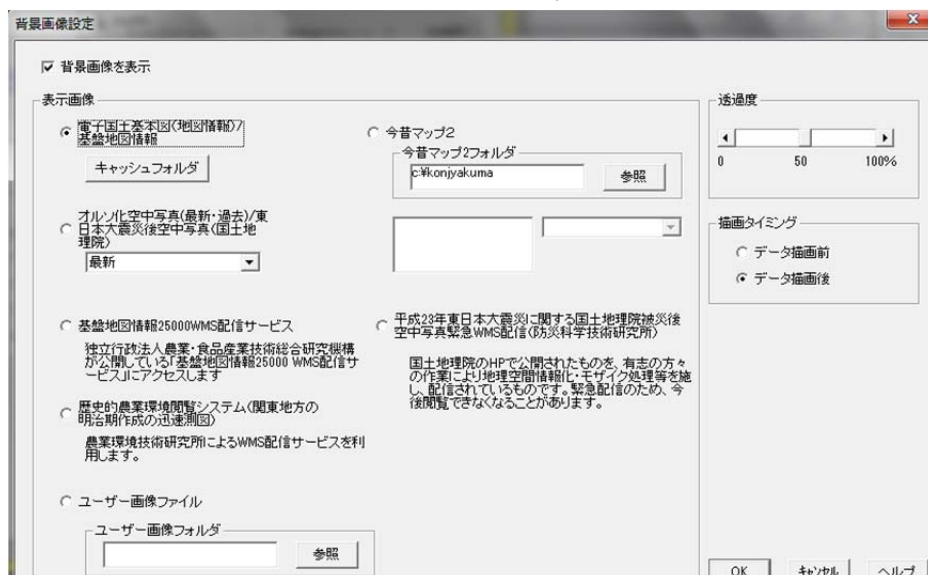 背景画像設定
背景画像を表示
表示画像
電子国土基本図(地図情報)/
基盤地図情報
キャッシュフォルダ
オルソ化空中写真(最新・過去)/東
日本大震災後空中写真(国土地
理院)
最新
基盤地図情報25000WMS配信サービス
独立行政法人農業・食品産業技術総合研究機構
が公開している「基盤地図情報25000 WMS配信サ
ービス」にアクセスします
歴史的農業環境閲覧システム(関東地方の
明治期作成の迅速測図)
農業環境技術研究所によるWMS配信サービスを利
用します。
ユーザー画像ファイル
ユーザー画像フォルダ
参照
今昔マップ2
今昔マップ2フォルダ
c:¥konjyakuma
参照
平成23年東日本大震災に関する国土地理院被災後
空中写真緊急WMS配信(防災科学技術研究所)
国土地理院のHPで公開されたものを、有志の方々
の作業により地理空間情報化・モザイク処理等を施
し、配信されているものです。緊急配信のため、今
後閲覧できなくなることがあります。
透過度
0 50 100%
描画タイミング
データ描画前
データ描画後
OK キャンセル ヘルプ